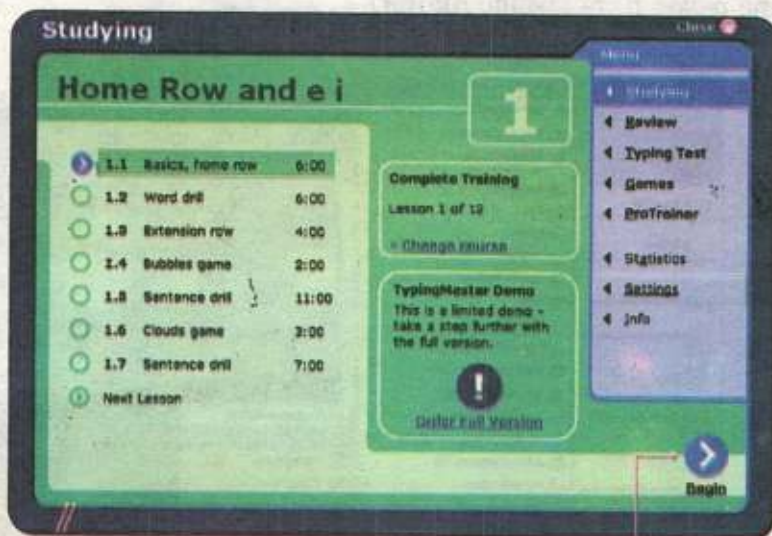 Studying
Close
Home Row and e i
1
1.1 Basics, home row 6:00
1.2 Word drill 6:00
1.3 Extension row 4:00
1.4 Bubbles game 2:00
1.5 Sentence drill 11:00
1.6 Clouds game 3:00
1.7 Sentence drill 7:00
Next Lesson
Complete Training
Lesson 1 of 12
Change course
TypingMaster Demo
This is a limited demo -
take a step further with
the full version.
!
Order Full Version
Menu
Studying
Review
Typing Test
Games
ProTrainer
Statistics
Settings
Info
Begin